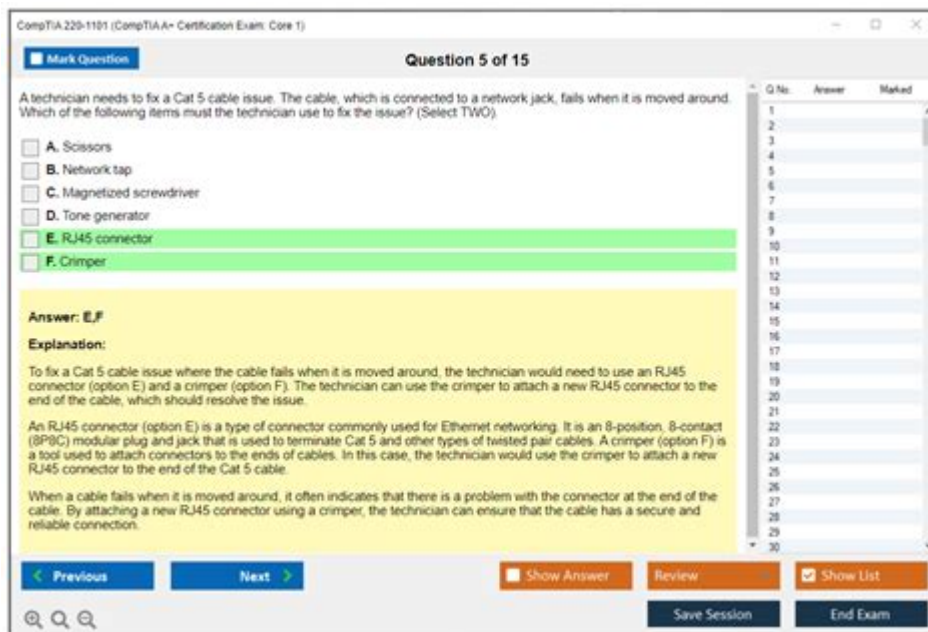 CompTIA 220-1101 (CompTIA A+ Certification Exam: Core 1)
Mark Question
Question 5 of 15
A technician needs to fix a Cat 5 cable issue. The cable, which is connected to a network jack, fails when it is moved around.
Which of the following items must the technician use to fix the issue? (Select TWO).
A. Scissors
B. Network tap
C. Magnetized screwdriver
D. Tone generator
E. RJ45 connector
F. Crimper
Answer: E,F
Explanation:
To fix a Cat 5 cable issue where the cable fails when it is moved around, the technician would need to use an RJ45
connector (option E) and a crimper (option F). The technician can use the crimper to attach a new RJ45 connector to the
end of the cable, which should resolve the issue.
An RJ45 connector (option E) is a type of connector commonly used for Ethernet networking. It is an 8-position, 8-contact
(8P8C) modular plug and jack that is used to terminate Cat 5 and other types of twisted pair cables. A crimper (option F) is
a tool used to attach connectors to the ends of cables. In this case, the technician would use the crimper to attach a new
RJ45 connector to the end of the Cat 5 cable.
When a cable fails when it is moved around, it often indicates that there is a problem with the connector at the end of the
cable. By attaching a new RJ45 connector using a crimper, the technician can ensure that the cable has a secure and
reliable connection.
Q No. Answer Marked
1
2
3
4
5
6
7
8
9
10
11
12
13
14
15
16
17
18
19
20
21
22
23
24
25
26
27
28
29
30
Previous
Next
Show Answer
Review
Show List
Save Session
End Exam